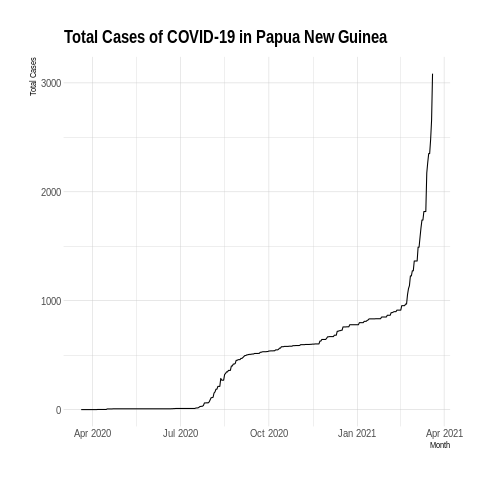 Total Cases of COVID-19 in Papua New Guinea
Total Cases
3000
2000
1000
0
Apr 2020 Jul 2020 Oct 2020 Jan 2021 Apr 2021
Month